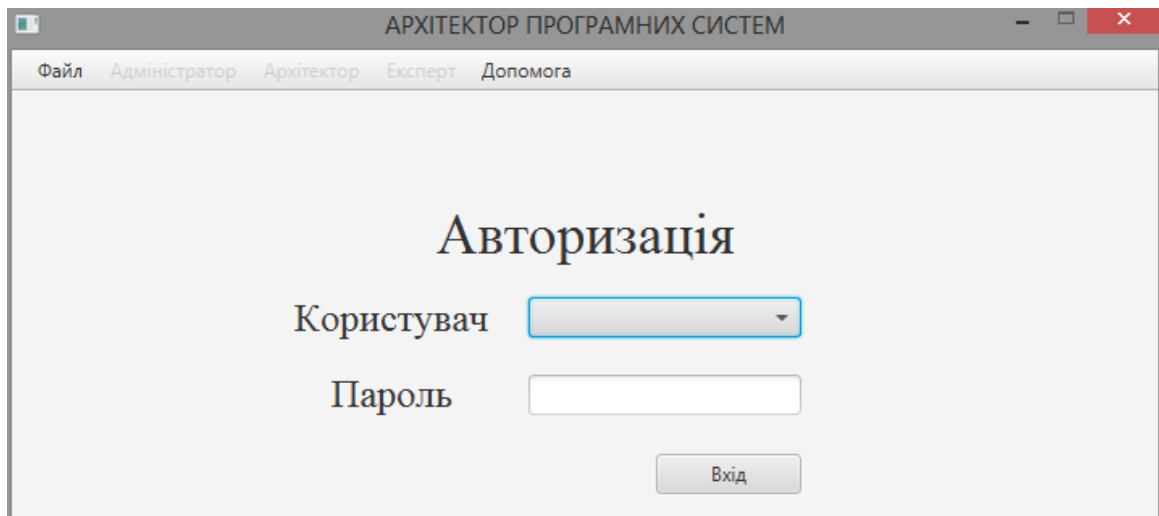 АРХІТЕКТОР ПРОГРАМНИХ СИСТЕМ
Файл Адміністратор Архітектор Експерт Допомога
Авторизація
Користувач
Пароль
Вхід